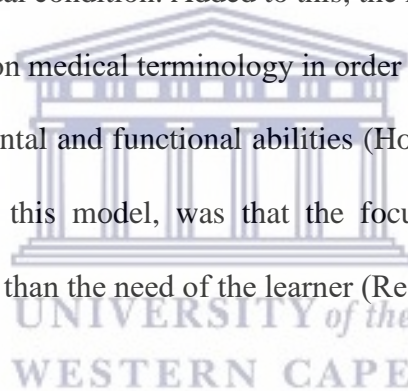 cal condition. Added to this, the
on medical terminology in order
ntal and functional abilities (Ho
this model, was that the focu
than the need of the learner (Re
UNIVERSITY of the
WESTERN CAPE